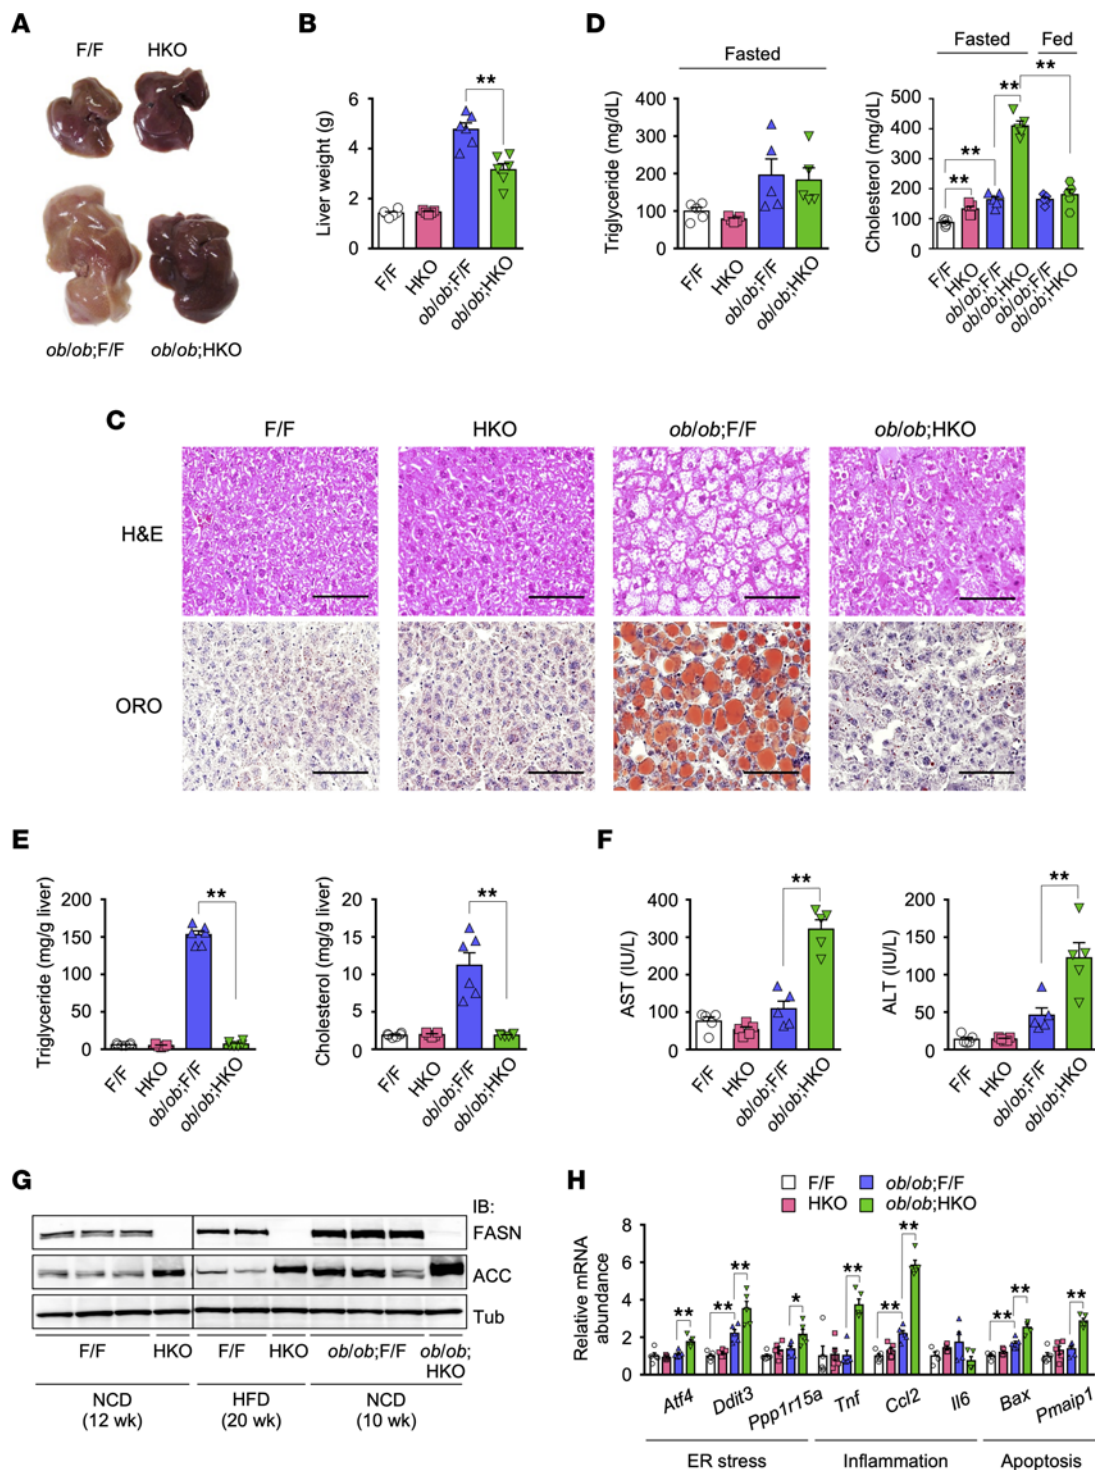 A
F/F HKO
ob/ob;F/F ob/ob;HKO
B
Liver weight (g)
6
4
2
0
**
F/F HKO ob/ob;F/F ob/ob;HKO
D
Fasted
Triglyceride (mg/dL)
400
300
200
100
0
F/F HKO ob/ob;F/F ob/ob;HKO
Fasted Fed
Cholesterol (mg/dL)
500
400
300
200
100
0
** ** ** **
F/F HKO ob/ob;F/F ob/ob;HKO ob/ob;F/F ob/ob;HKO
C
F/F HKO ob/ob;F/F ob/ob;HKO
H&E
ORO
E
Triglyceride (mg/g liver)
200
150
100
50
0
**
F/F HKO ob/ob;F/F ob/ob;HKO
Cholesterol (mg/g liver)
20
15
10
5
0
**
F/F HKO ob/ob;F/F ob/ob;HKO
F
AST (IU/L)
400
300
200
100
0
**
F/F HKO ob/ob;F/F ob/ob;HKO
ALT (IU/L)
200
150
100
50
0
**
F/F HKO ob/ob;F/F ob/ob;HKO
G
IB:
FASN
ACC
Tub
F/F HKO F/F HKO ob/ob;F/F ob/ob;
HKO
NCD HFD NCD
(12 wk) (20 wk) (10 wk)
H
F/F ob/ob;F/F
HKO ob/ob;HKO
Relative mRNA
abundance
8
6
4
2
0
** ** ** * ** ** ** ** ** **
Atf4 Ddit3 Ppp1r15a Tnf Ccl2 Il6 Bax Pmaip1
ER stress Inflammation Apoptosis